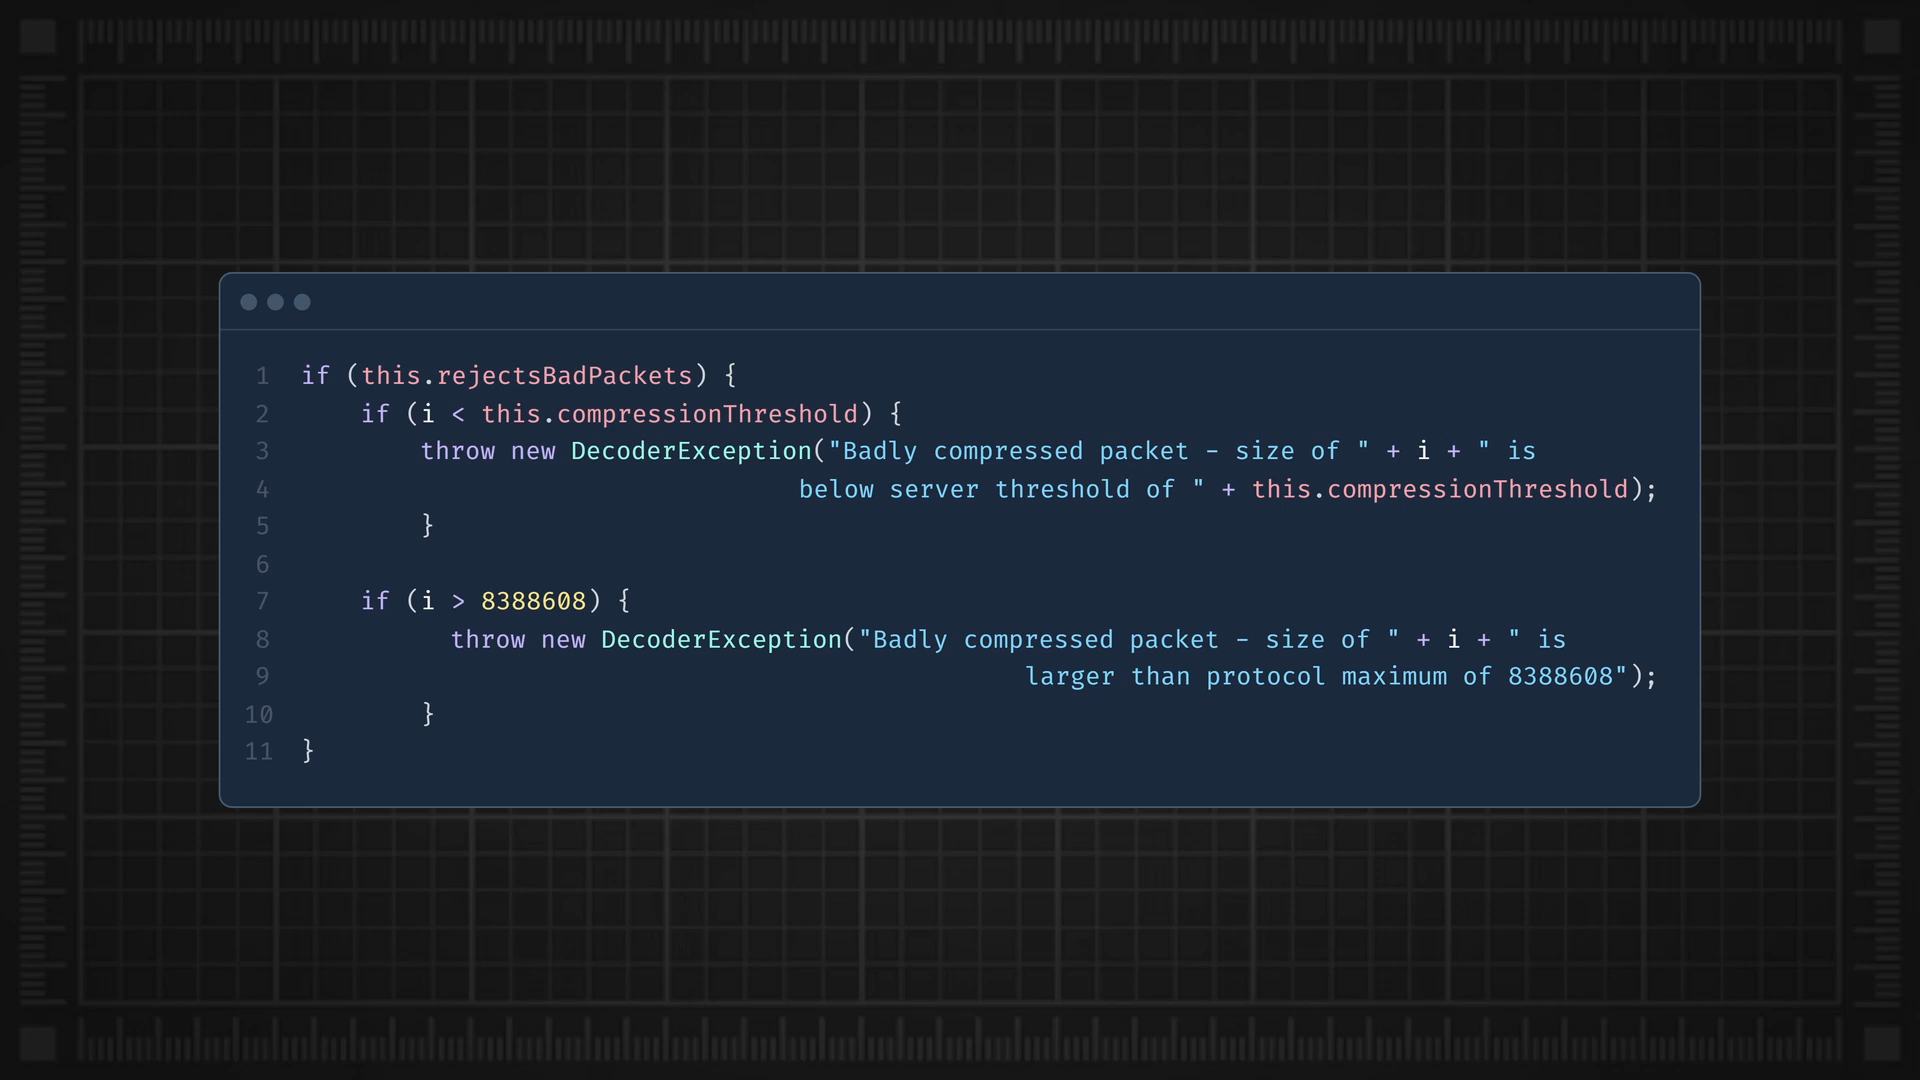 1 if (this.rejectsBadPackets) {
2 if (i < this.compressionThreshold) {
3 throw new DecoderException("Badly compressed packet - size of " + i + " is
4 below server threshold of " + this.compressionThreshold);
5 }
6
7 if (i > 8388608) {
8 throw new DecoderException("Badly compressed packet - size of " + i + " is
9 larger than protocol maximum of 8388608");
10 }
11 }